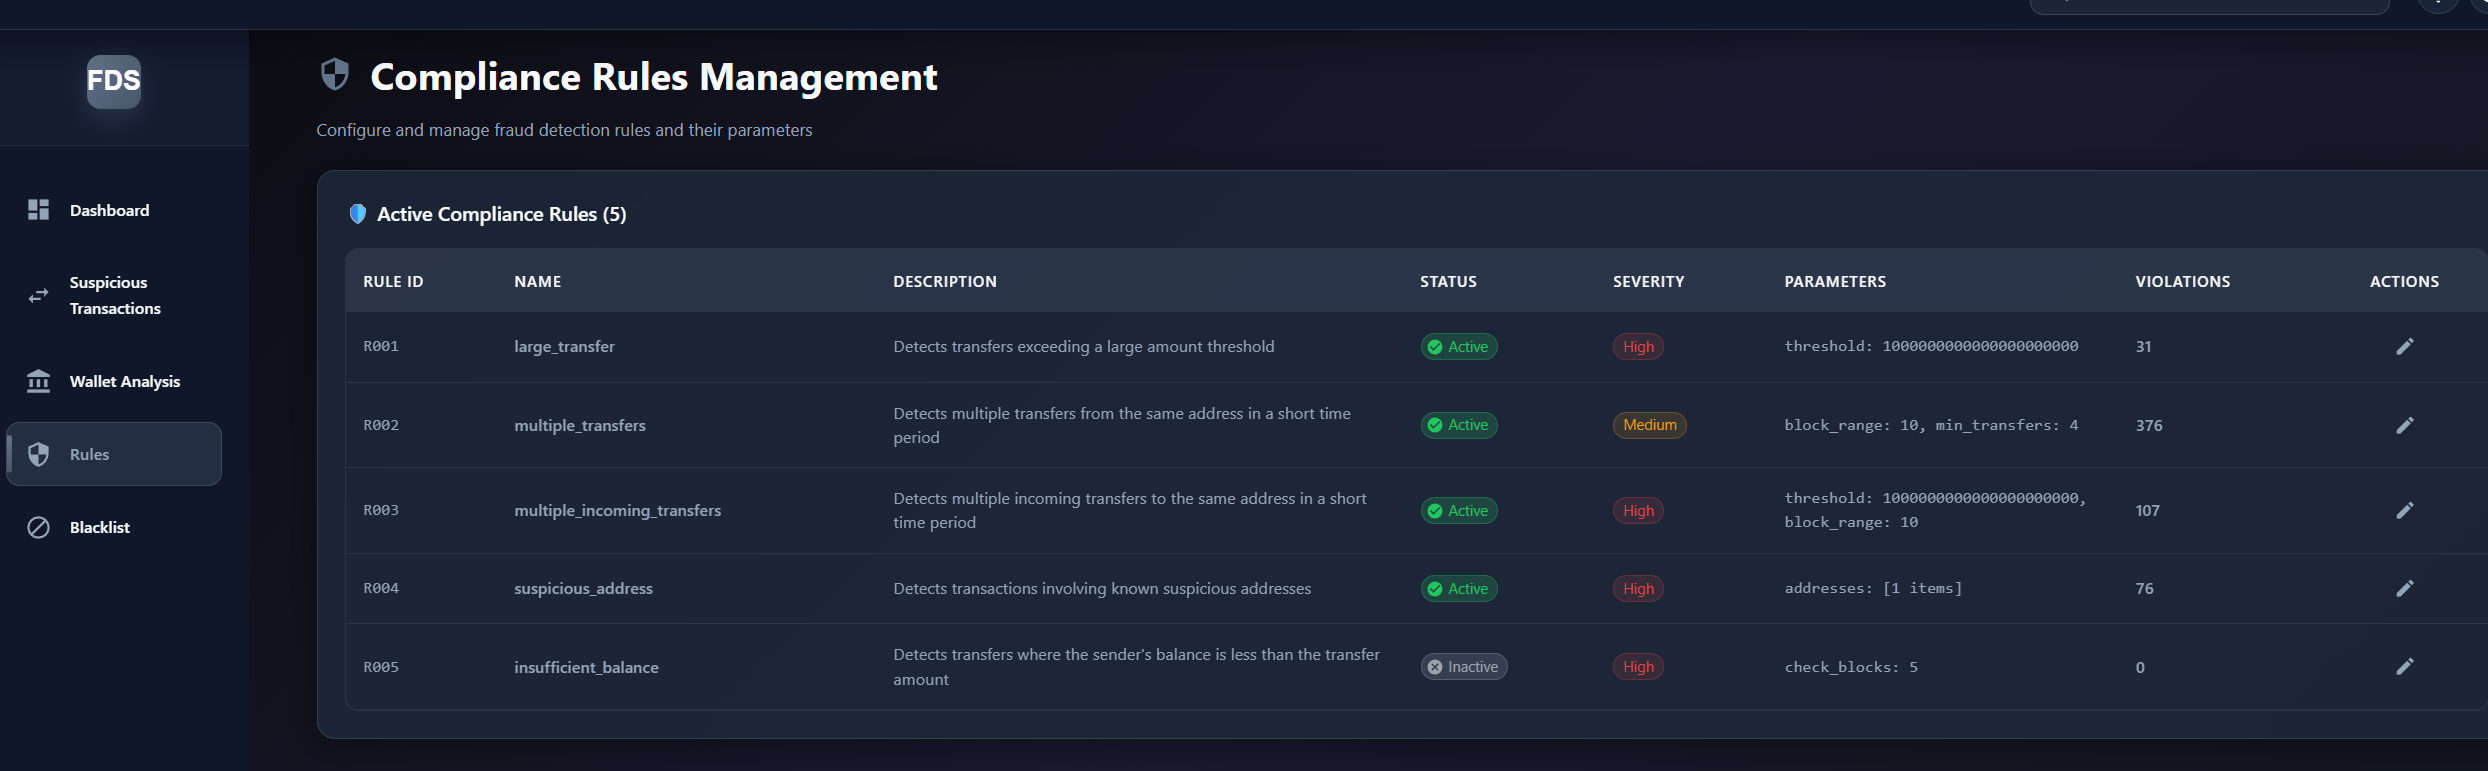 FDS
Dashboard
Suspicious
Transactions
Wallet Analysis
Rules
Blacklist
Compliance Rules Management
Configure and manage fraud detection rules and their parameters
Active Compliance Rules (5)
RULE ID NAME DESCRIPTION STATUS SEVERITY PARAMETERS VIOLATIONS ACTIONS
R001 large_transfer Detects transfers exceeding a large amount threshold Active High threshold: 1000000000000000000000 31
R002 multiple_transfers Detects multiple transfers from the same address in a short time
period Active Medium block_range: 10, min_transfers: 4 376
R003 multiple_incoming_transfers Detects multiple incoming transfers to the same address in a short
time period Active High threshold: 1000000000000000000000,
block_range: 10 107
R004 suspicious_address Detects transactions involving known suspicious addresses Active High addresses: [1 items] 76
R005 insufficient_balance Detects transfers where the sender's balance is less than the transfer
amount Inactive High check_blocks: 5 0